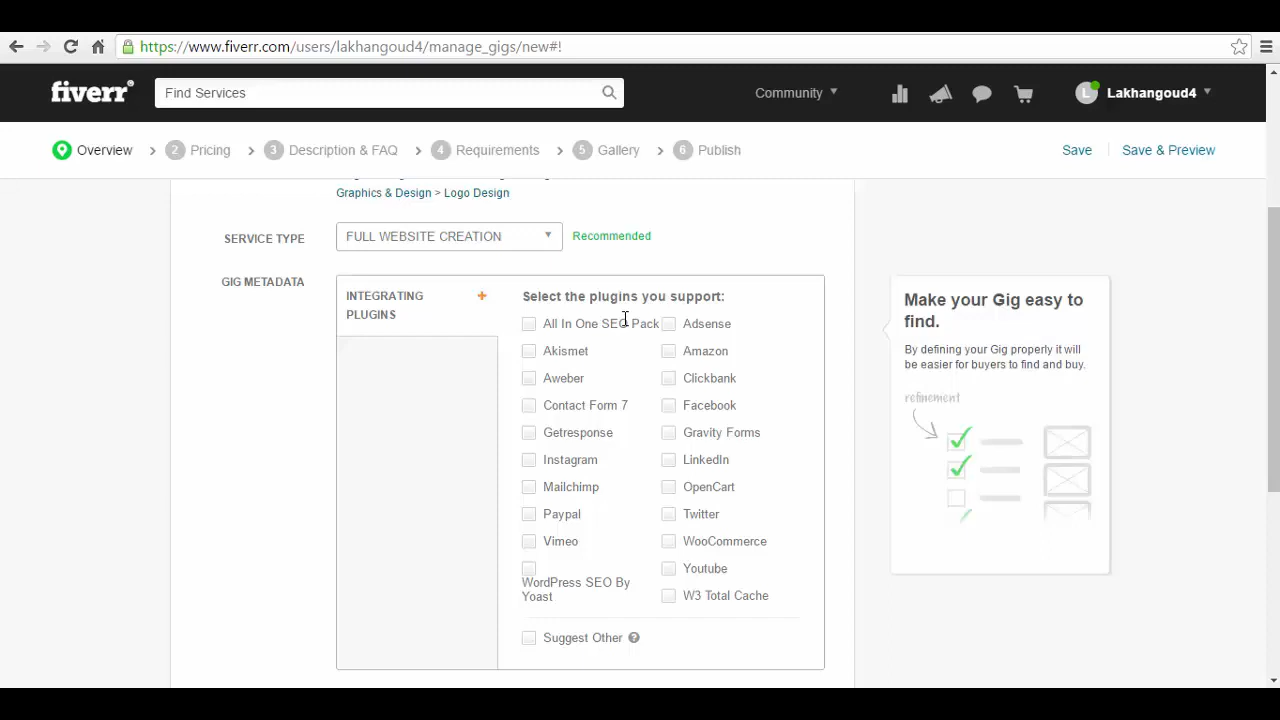 https://www.fiverr.com/users/lakhangoud4/manage_gigs/new#!
fiverr
Find Services
Community
L
Lakhangoud4
Overview
2 Pricing
3 Description & FAQ
4 Requirements
5 Gallery
6 Publish
Save
Save & Preview
Graphics & Design > Logo Design
SERVICE TYPE
FULL WEBSITE CREATION
Recommended
GIG METADATA
INTEGRATING
PLUGINS
+
Select the plugins you support:
All In One SEO Pack
Adsense
Akismet
Amazon
Aweber
Clickbank
Contact Form 7
Facebook
Getresponse
Gravity Forms
Instagram
LinkedIn
Mailchimp
OpenCart
Paypal
Twitter
Vimeo
WooCommerce
WordPress SEO By
Yoast
Youtube
W3 Total Cache
Suggest Other ?
Make your Gig easy to
find.
By defining your Gig properly it will
be easier for buyers to find and buy.
refinement